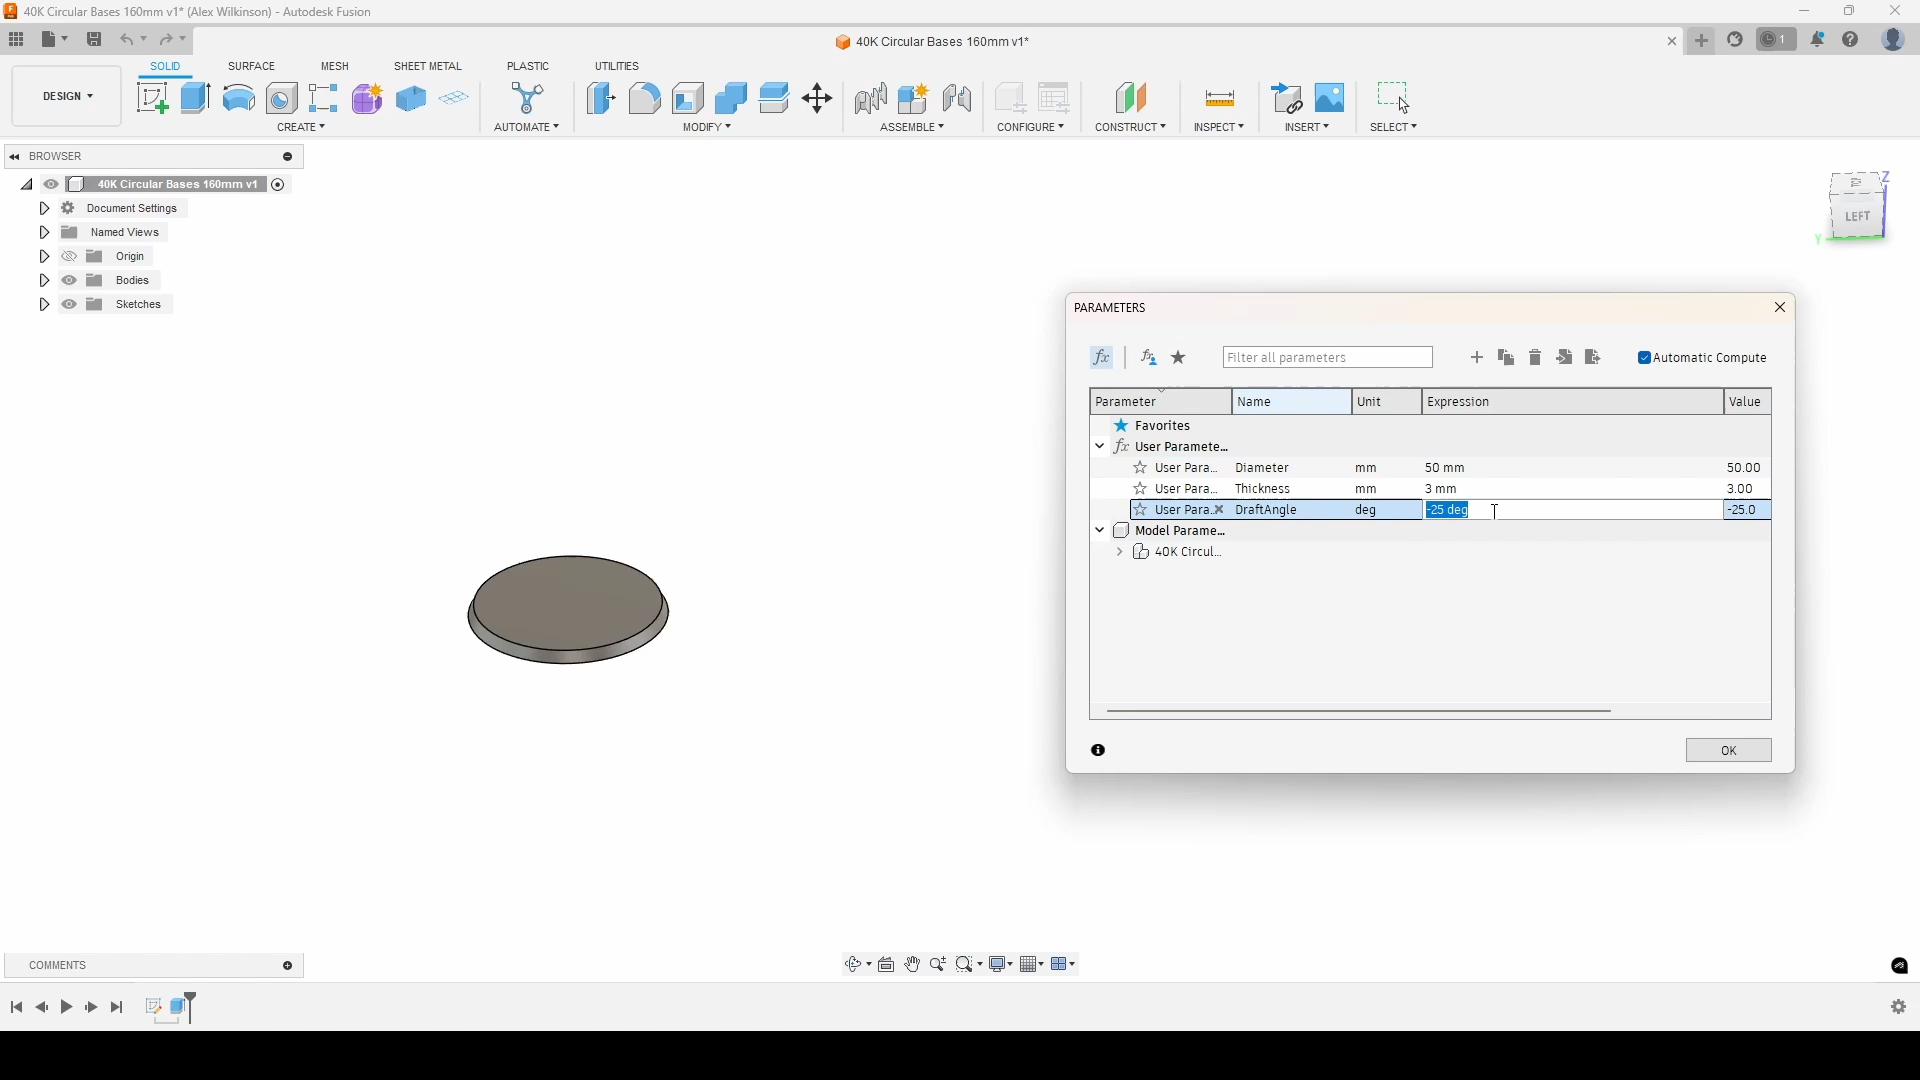 40K Circular Bases 160mm v1* (Alex Wilkinson) - Autodesk Fusion
40K Circular Bases 160mm v1*
1
SOLID SURFACE MESH SHEET METAL PLASTIC UTILITIES
DESIGN
CREATE AUTOMATE MODIFY ASSEMBLE CONFIGURE CONSTRUCT INSPECT INSERT SELECT
BROWSER
40K Circular Bases 160mm v1
Document Settings
Named Views
Origin
Bodies
Sketches
Z
LEFT
Y
PARAMETERS
fx fx Filter all parameters Automatic Compute
Parameter Name Unit Expression Value
Favorites
fx User Paramete...
User Para... Diameter mm 50 mm 50.00
User Para... Thickness mm 3 mm 3.00
User Para... DraftAngle deg -25 deg -25.0
Model Parame...
40K Circul...
OK
COMMENTS